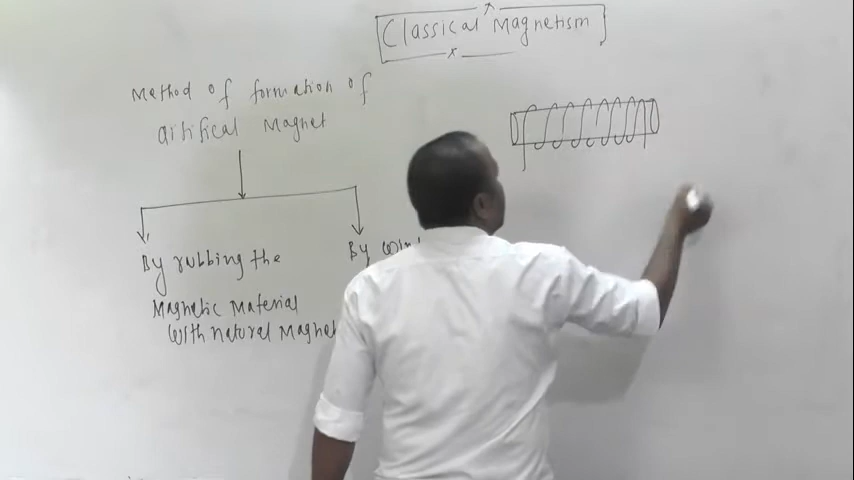 Classical Magnetism
Method of formation of
artifical Magnet
By rubbing the
Magnetic Material
with natural Magnet
By